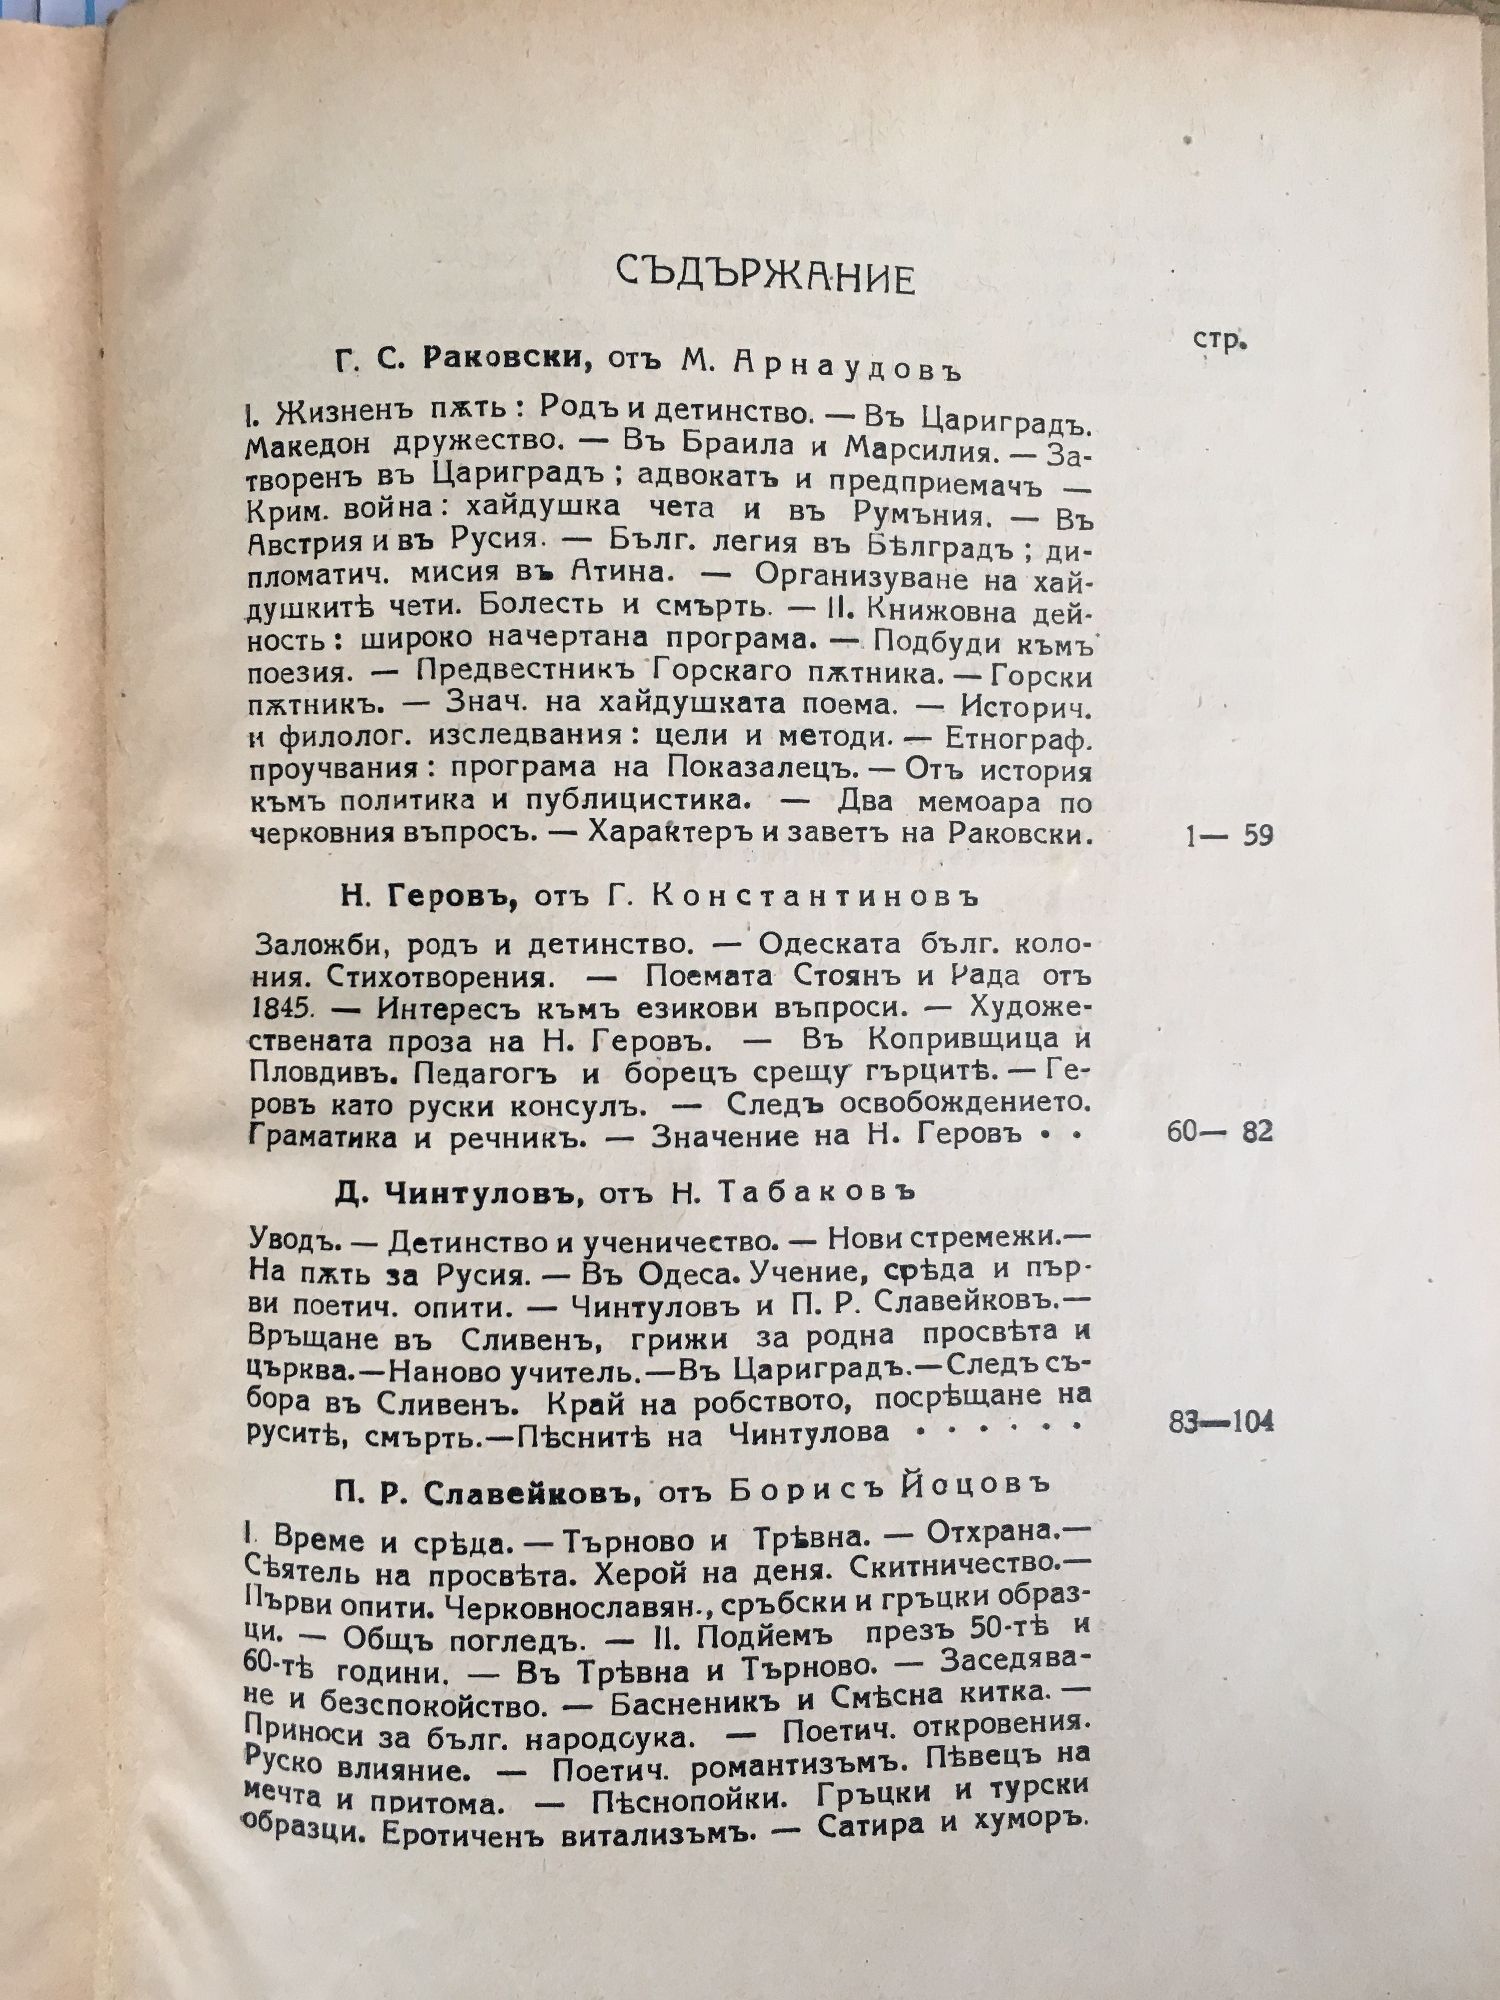 СЪДЪРЖАНИЕ
стр.
Г. С. Раковски, отъ М. Арнаудовъ
I. Жизненъ пѫть: Родъ и детинство. — Въ Цариградъ.
Македон дружество. — Въ Браила и Марсилия. — За-
творенъ въ Цариградъ; адвокатъ и предприемачъ —
Крим. война: хайдушка чета и въ Румъния. — Въ
Австрия и въ Русия. — Бълг. легия въ Бѣлградъ; ди-
пломатич. мисия въ Атина. — Организуване на хай-
душкитѣ чети. Болесть и смърть. — II. Книжовна дей-
ность: широко начертана програма. — Подбуди къмъ
поезия. — Предвестникъ Горскаго пѫтника. — Горски
пѫтникъ. — Знач. на хайдушката поема. — Историч.
и филолог. изследвания: цели и методи. — Етнограф.
проучвания: програма на Показалецъ. — Отъ история
къмъ политика и публицистика. — Два мемоара по
черковния въпросъ. — Характеръ и заветъ на Раковски. 1— 59
Н. Геровъ, отъ Г. Константиновъ
Заложби, родъ и детинство. — Одеската бълг. коло-
ния. Стихотворения. — Поемата Стоянъ и Рада отъ
1845. — Интересъ къмъ езикови въпроси. — Художе-
ствената проза на Н. Геровъ. — Въ Копривщица и
Пловдивъ. Педагогъ и борецъ срещу гърцитѣ. — Ге-
ровъ като руски консулъ. — Следъ освобождението.
Граматика и речникъ. — Значение на Н. Геровъ . . 60— 82
Д. Чинтуловъ, отъ Н. Табаковъ
Уводъ. — Детинство и ученичество. — Нови стремежи.—
На пѫть за Русия. — Въ Одеса. Учение, срѣда и пър-
ви поетич. опити. — Чинтуловъ и П. Р. Славейковъ.—
Връщане въ Сливенъ, грижи за родна просвѣта и
църква.—Наново учитель.—Въ Цариградъ.—Следъ съ-
бора въ Сливенъ. Край на робството, посрѣщане на
руситѣ, смърть.—Пѣснитѣ на Чинтулова . . . . . . 83—104
П. Р. Славейковъ, отъ Борисъ Йоцовъ
I. Време и срѣда. — Търново и Трѣвна. — Отхрана.—
Сѣятель на просвѣта. Херой на деня. Скитничество.—
Първи опити. Черковнославян., сръбски и гръцки образ-
ци. — Общъ погледъ. — II. Подйемъ презъ 50-тѣ и
60-тѣ години. — Въ Трѣвна и Търново. — Заседява-
не и безспокойство. — Басненикъ и Смѣсна китка. —
Приноси за бълг. народоука. — Поетич. откровения.
Руско влияние. — Поетич. романтизъмъ. Пѣвецъ на
мечта и притома. — Пѣснопойки. Гръцки и турски
образци. Еротиченъ витализъмъ. — Сатира и хуморъ.